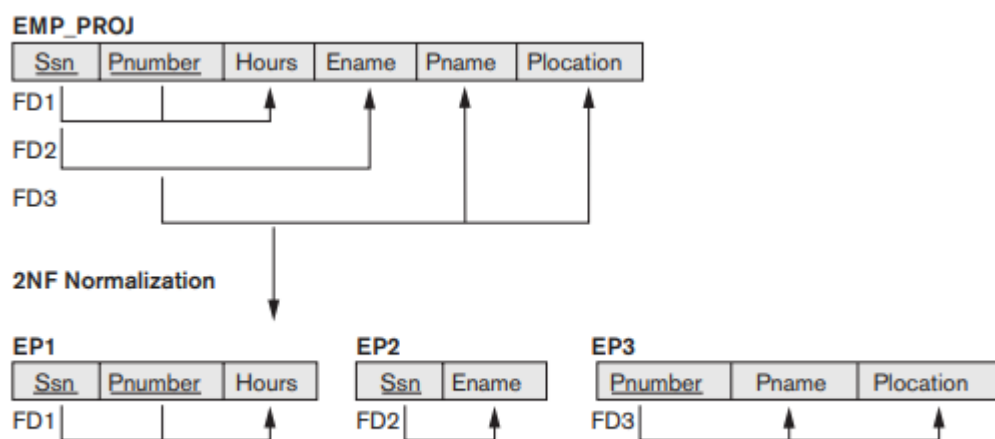 EMP_PROJ
Ssn Pnumber Hours Ename Pname Plocation
FD1
FD2
FD3
2NF Normalization
EP1 EP2 EP3
Ssn Pnumber Hours Ssn Ename Pnumber Pname Plocation
FD1 FD2 FD3